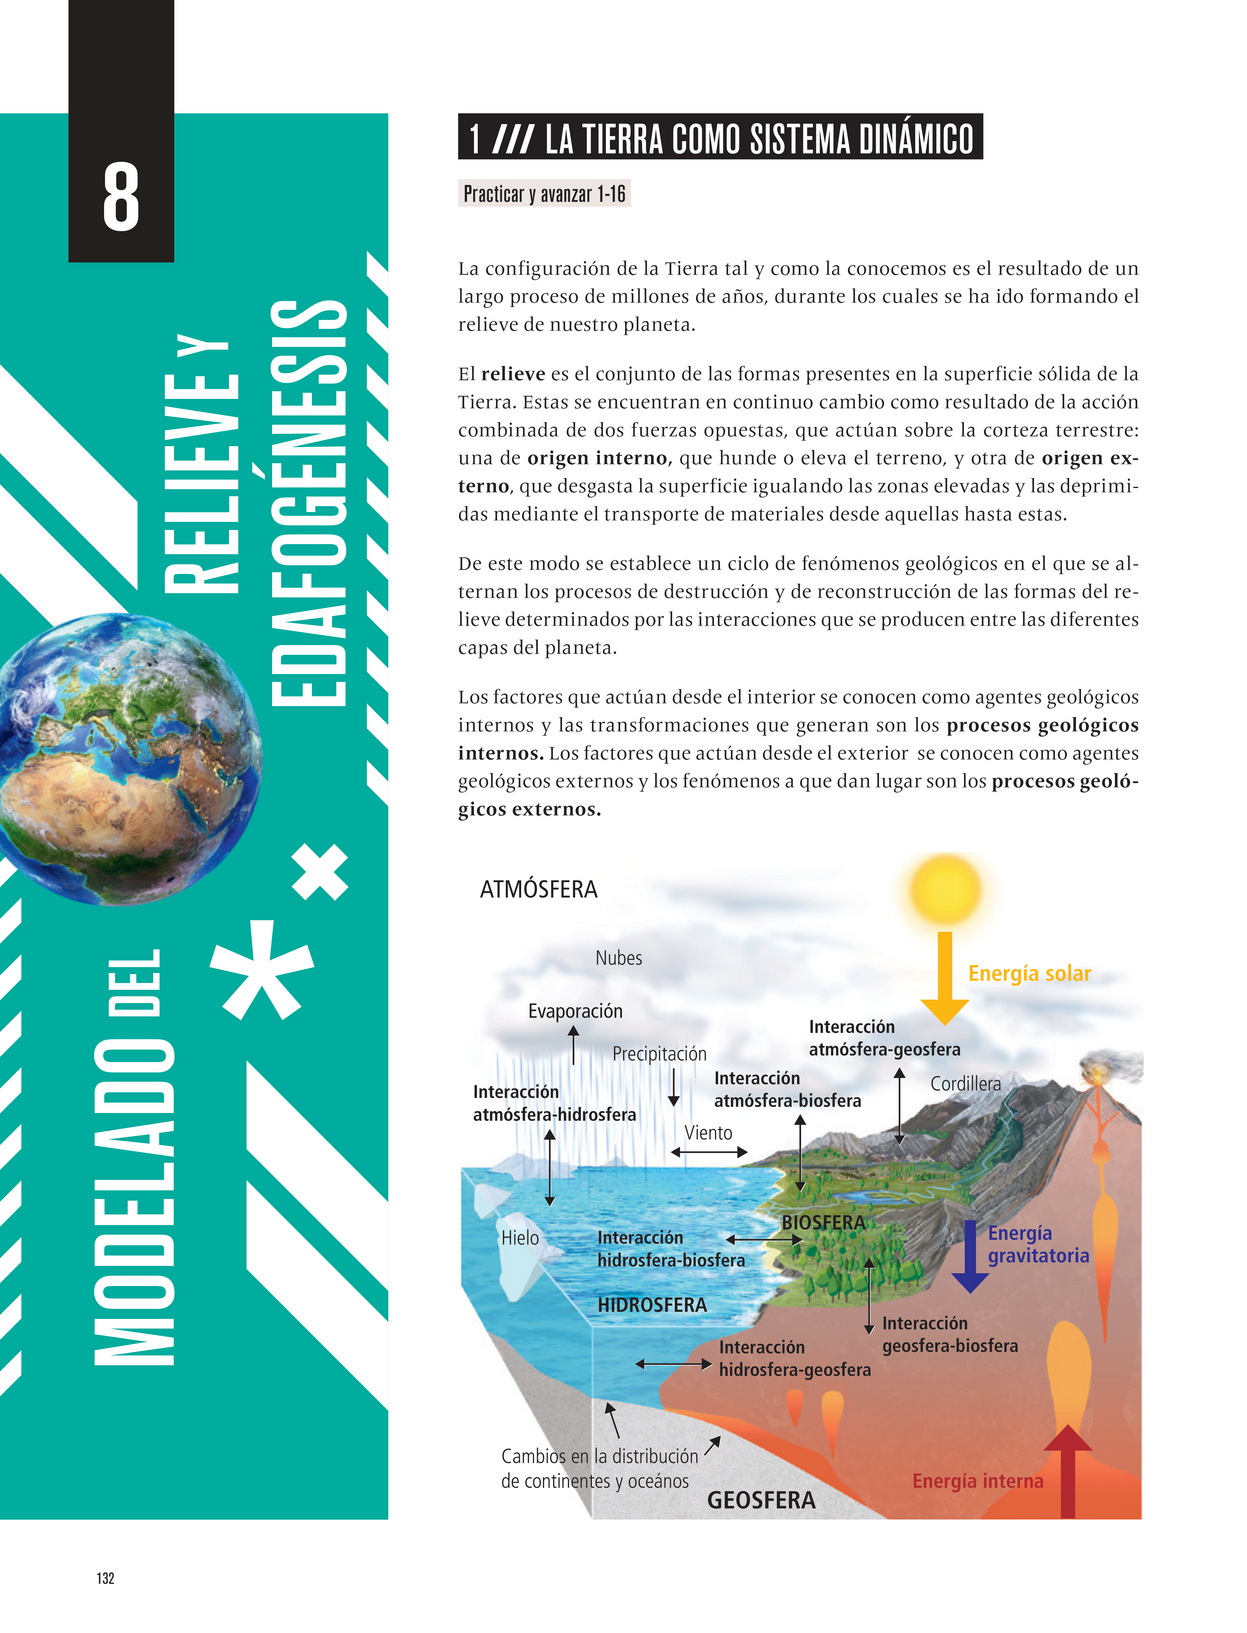 8
MODELADO DEL
RELIEVE Y
EDAFOGÉNESIS
1 /// LA TIERRA COMO SISTEMA DINÁMICO
Practicar y avanzar 1-16
La configuración de la Tierra tal y como la conocemos es el resultado de un
largo proceso de millones de años, durante los cuales se ha ido formando el
relieve de nuestro planeta.
El relieve es el conjunto de las formas presentes en la superficie sólida de la
Tierra. Estas se encuentran en continuo cambio como resultado de la acción
combinada de dos fuerzas opuestas, que actúan sobre la corteza terrestre:
una de origen interno, que hunde o eleva el terreno, y otra de origen ex-
terno, que desgasta la superficie igualando las zonas elevadas y las deprimi-
das mediante el transporte de materiales desde aquellas hasta estas.
De este modo se establece un ciclo de fenómenos geológicos en el que se al-
ternan los procesos de destrucción y de reconstrucción de las formas del re-
lieve determinados por las interacciones que se producen entre las diferentes
capas del planeta.
Los factores que actúan desde el interior se conocen como agentes geológicos
internos y las transformaciones que generan son los procesos geológicos
internos. Los factores que actúan desde el exterior se conocen como agentes
geológicos externos y los fenómenos a que dan lugar son los procesos geoló-
gicos externos.
ATMÓSFERA
Nubes
Energía solar
Evaporación
Interacción
atmósfera-geosfera
Precipitación
Interacción
atmósfera-biosfera
Cordillera
Interacción
atmósfera-hidrosfera
Viento
BIOSFERA
Hielo
Interacción
hidrosfera-biosfera
Energía
gravitatoria
HIDROSFERA
Interacción
geosfera-biosfera
Interacción
hidrosfera-geosfera
Cambios en la distribución
de continentes y oceános
Energía interna
GEOSFERA
132